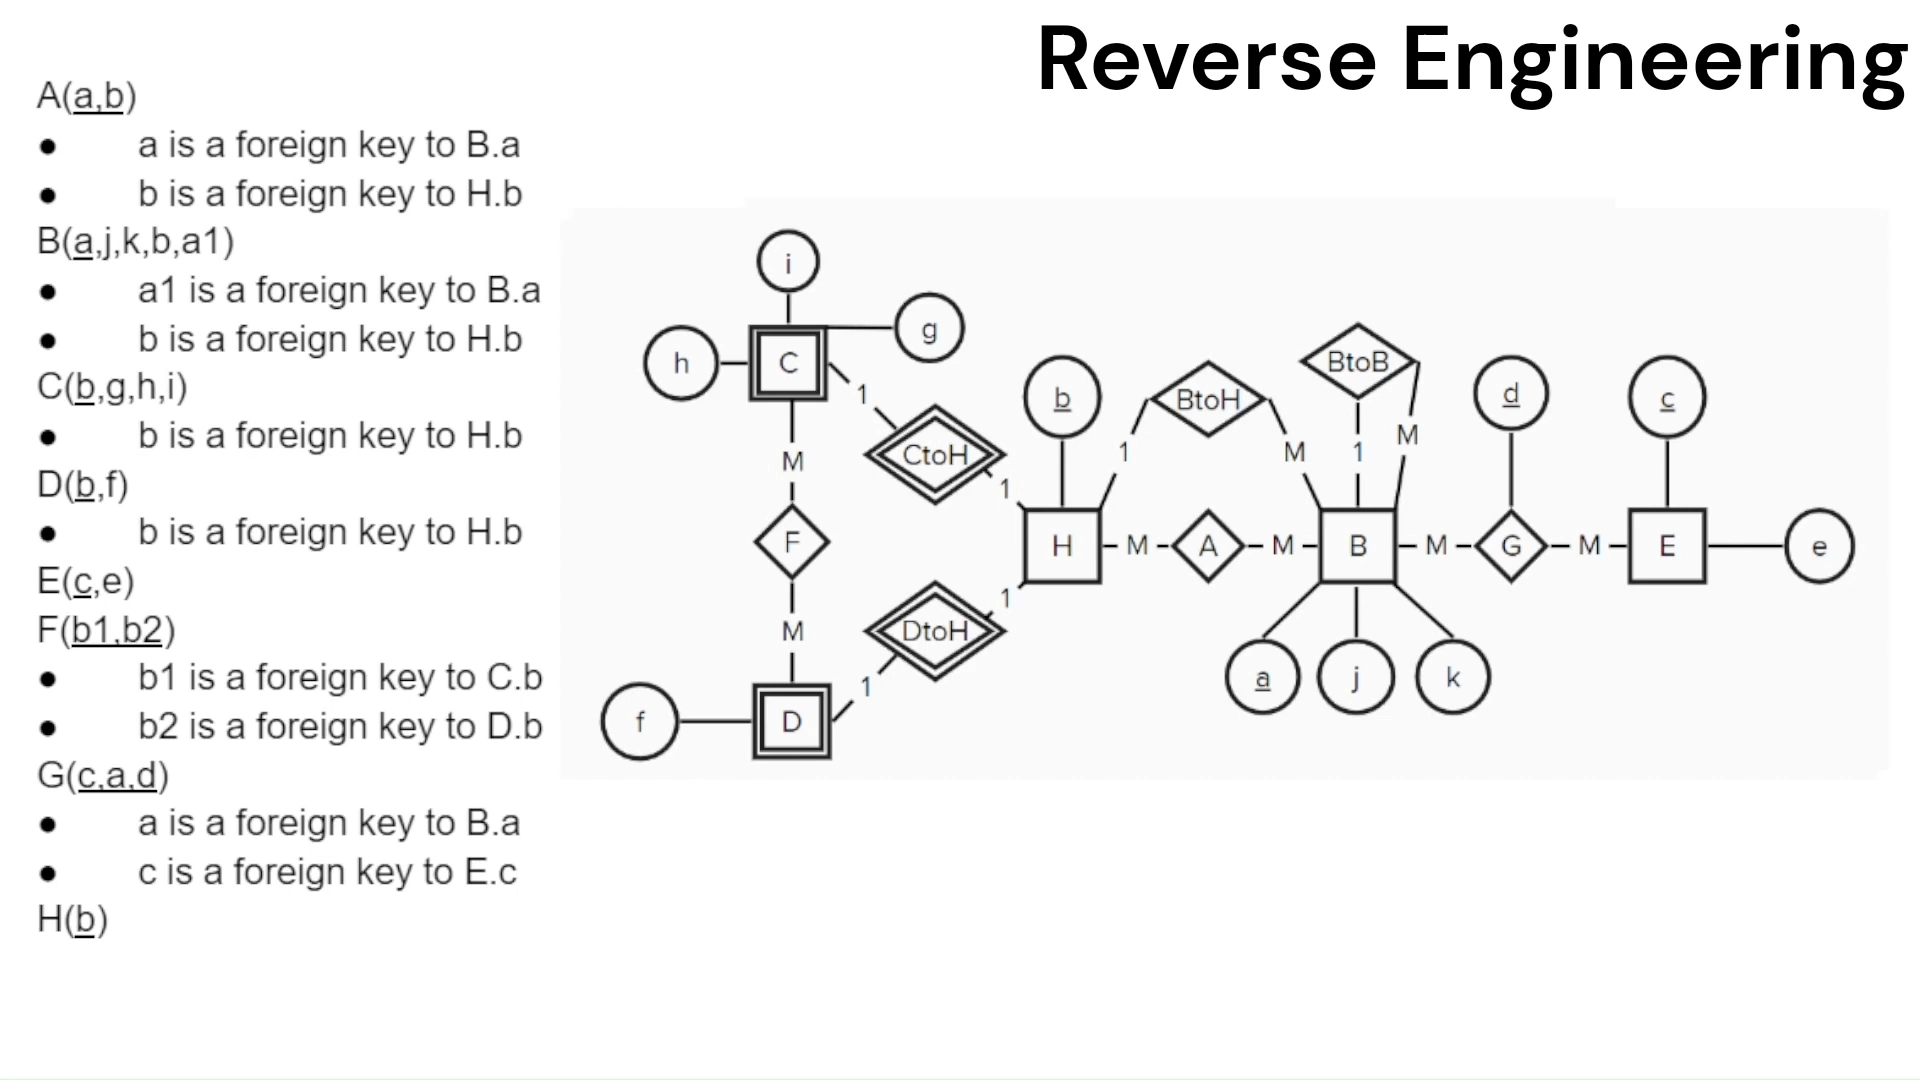 Reverse Engineering
A(a,b)
● a is a foreign key to B.a
● b is a foreign key to H.b
B(a,j,k,b,a1)
● a1 is a foreign key to B.a
● b is a foreign key to H.b
C(b,g,h,i)
● b is a foreign key to H.b
D(b,f)
● b is a foreign key to H.b
E(c,e)
F(b1,b2)
● b1 is a foreign key to C.b
● b2 is a foreign key to D.b
G(c,a,d)
● a is a foreign key to B.a
● c is a foreign key to E.c
H(b)
i
g
h
C
1
CtoH
1
M
F
M
f
D
1
DtoH
1
b
H
1
BtoH
M
M
A
M
BtoB
1
M
B
a
j
k
M
G
M
d
c
E
e